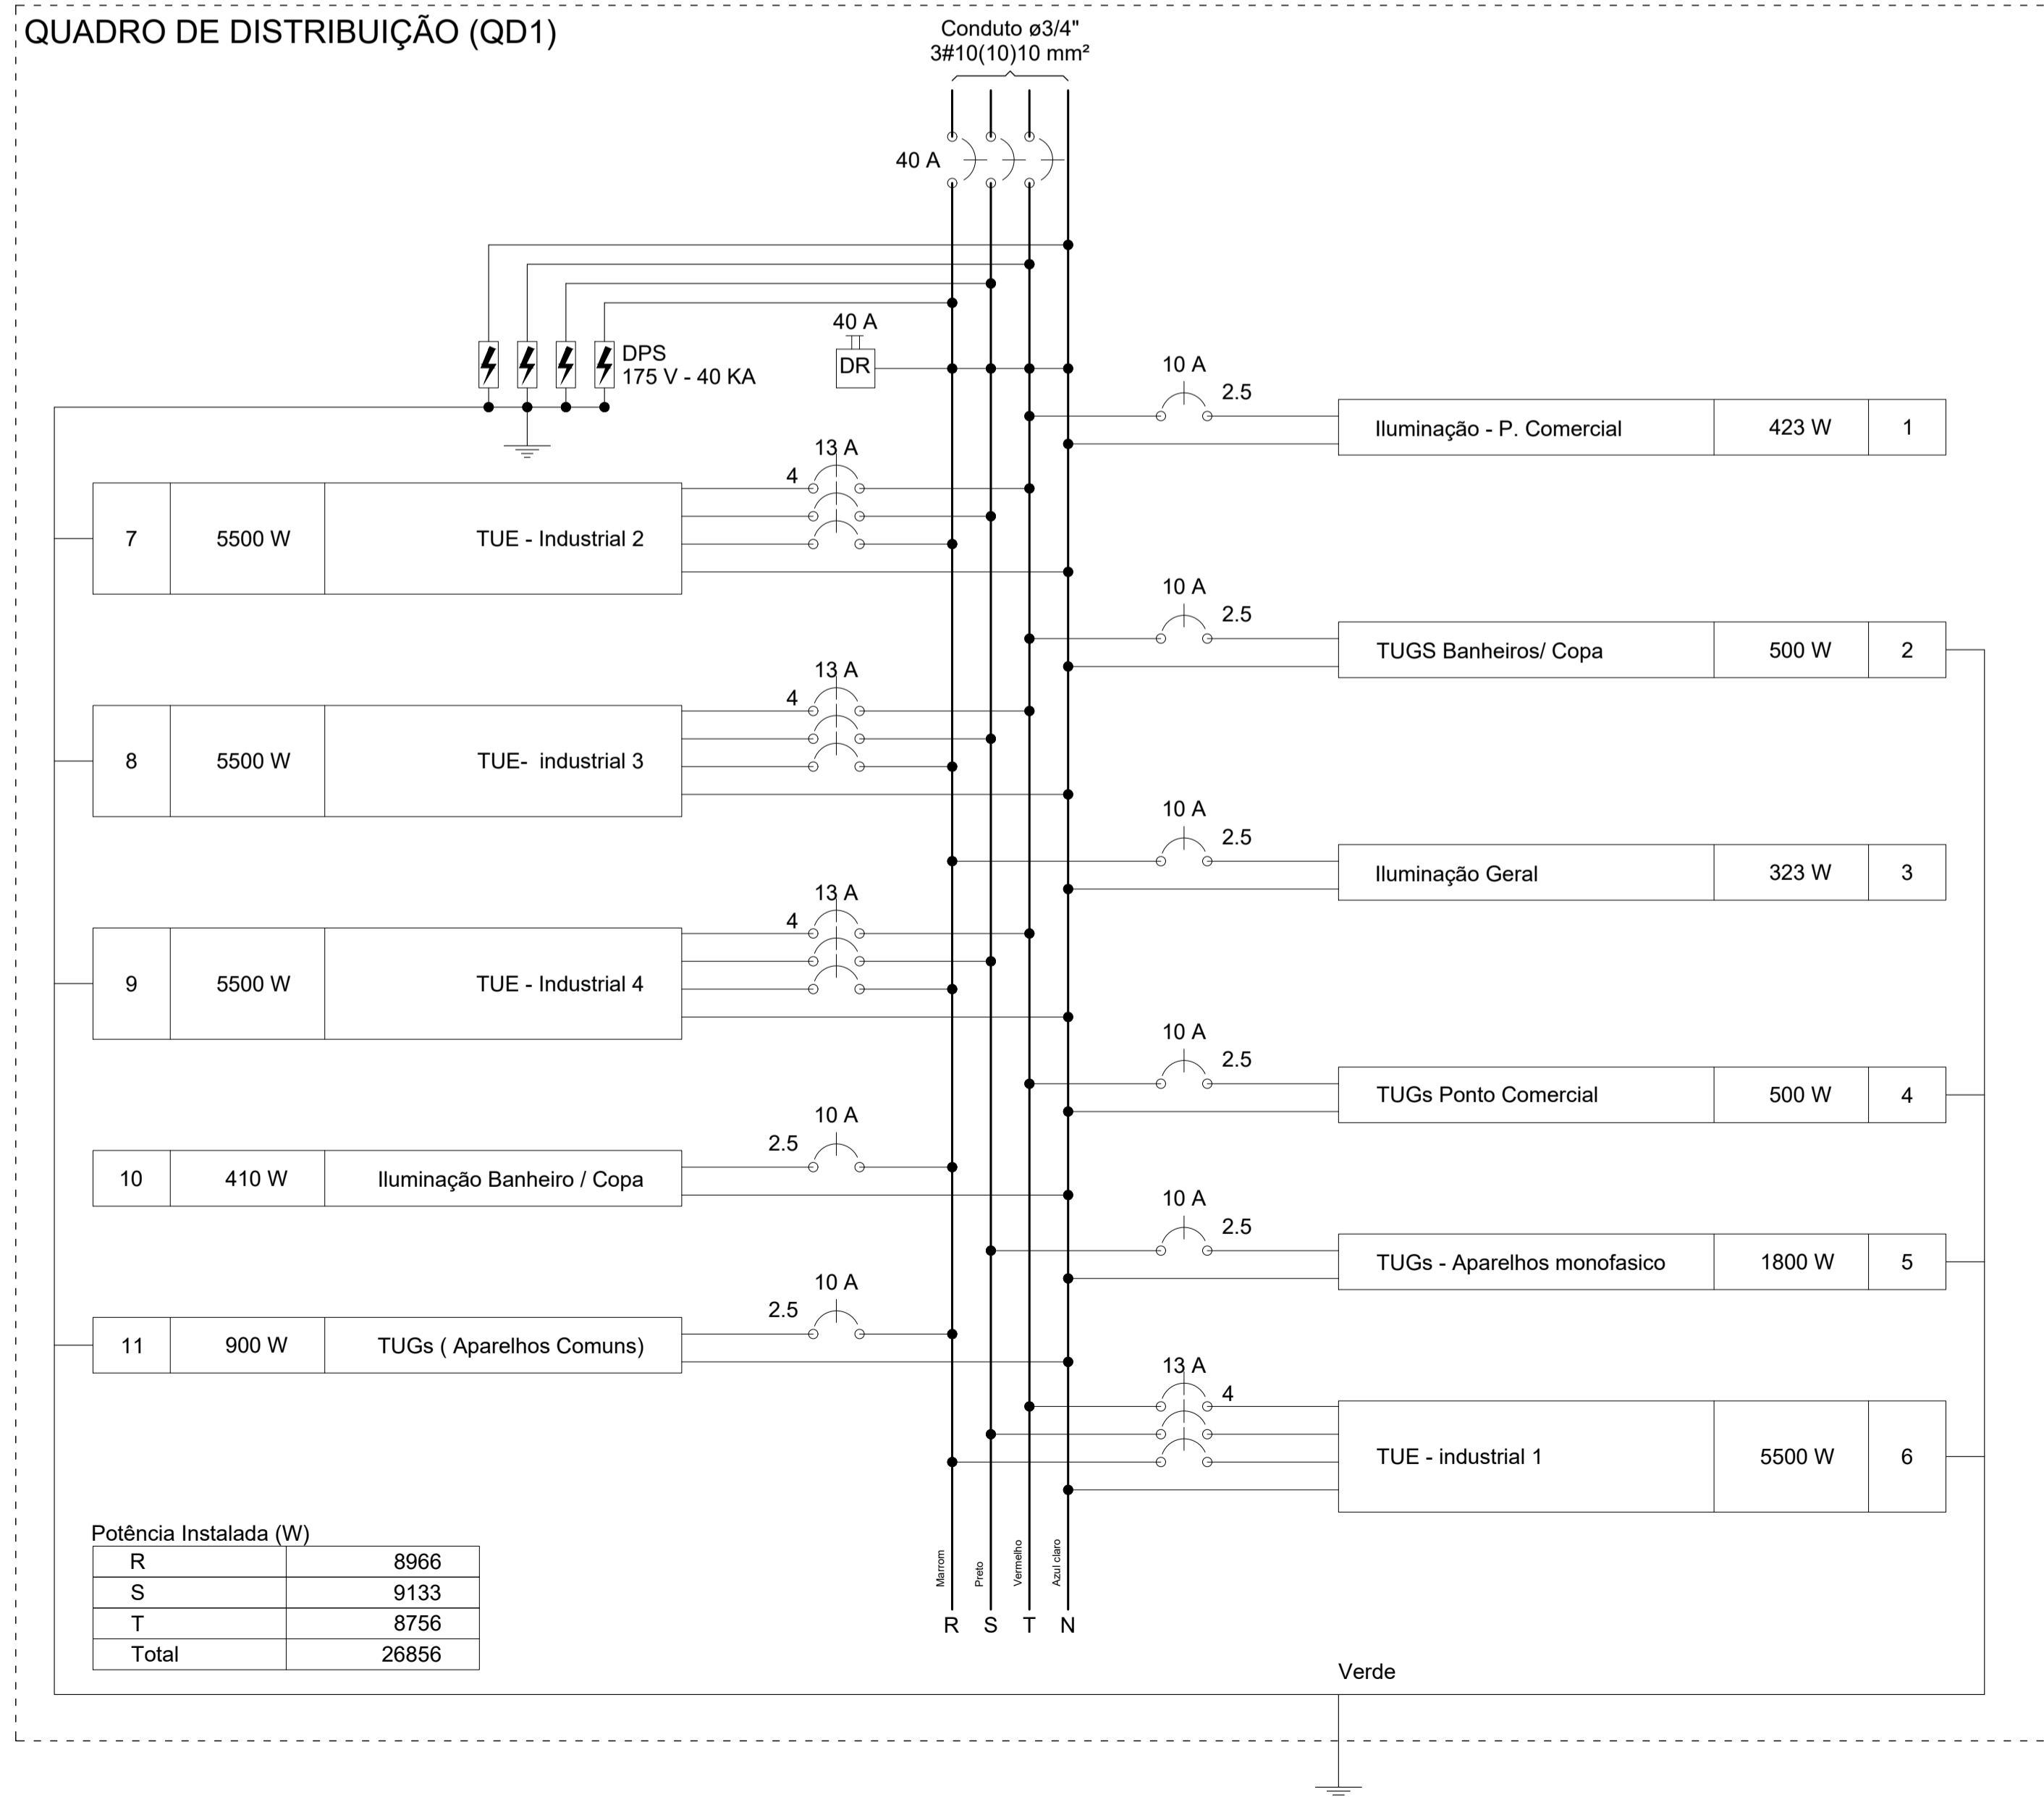 QUADRO DE DISTRIBUIÇÃO (QD1)
Conduto ø3/4"
3#10(10)10 mm²
40 A
DPS
175 V - 40 KA
40 A
DR
10 A
2.5
Iluminação - P. Comercial 423 W 1
13 A
4
7 5500 W TUE - Industrial 2
10 A
2.5
TUGS Banheiros/ Copa 500 W 2
13 A
4
8 5500 W TUE-  industrial 3
10 A
2.5
Iluminação Geral 323 W 3
13 A
4
9 5500 W TUE - Industrial 4
10 A
2.5
TUGs Ponto Comercial 500 W 4
10 A
2.5
10 410 W Iluminação Banheiro / Copa
10 A
2.5
TUGs - Aparelhos monofasico 1800 W 5
10 A
2.5
11 900 W TUGs ( Aparelhos Comuns)
13 A
4
TUE - industrial 1 5500 W 6
Potência Instalada (W)
R 8966
S 9133
T 8756
Total 26856
Marrom
Preto
Vermelho
Azul claro
R S T N
Verde